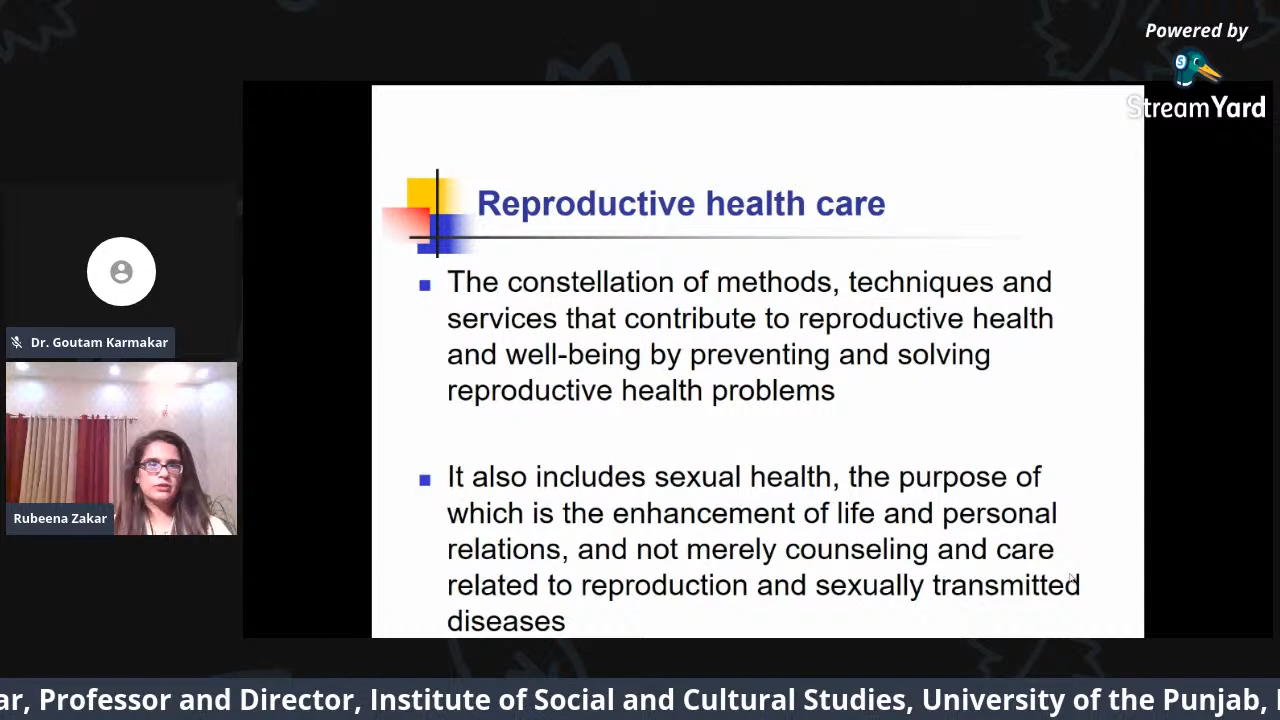 Powered by
StreamYard
Reproductive health care
The constellation of methods, techniques and
services that contribute to reproductive health
and well-being by preventing and solving
reproductive health problems
It also includes sexual health, the purpose of
which is the enhancement of life and personal
relations, and not merely counseling and care
related to reproduction and sexually transmitted
diseases
Dr. Goutam Karmakar
Rubeena Zakar
ar, Professor and Director, Institute of Social and Cultural Studies, University of the Punjab,